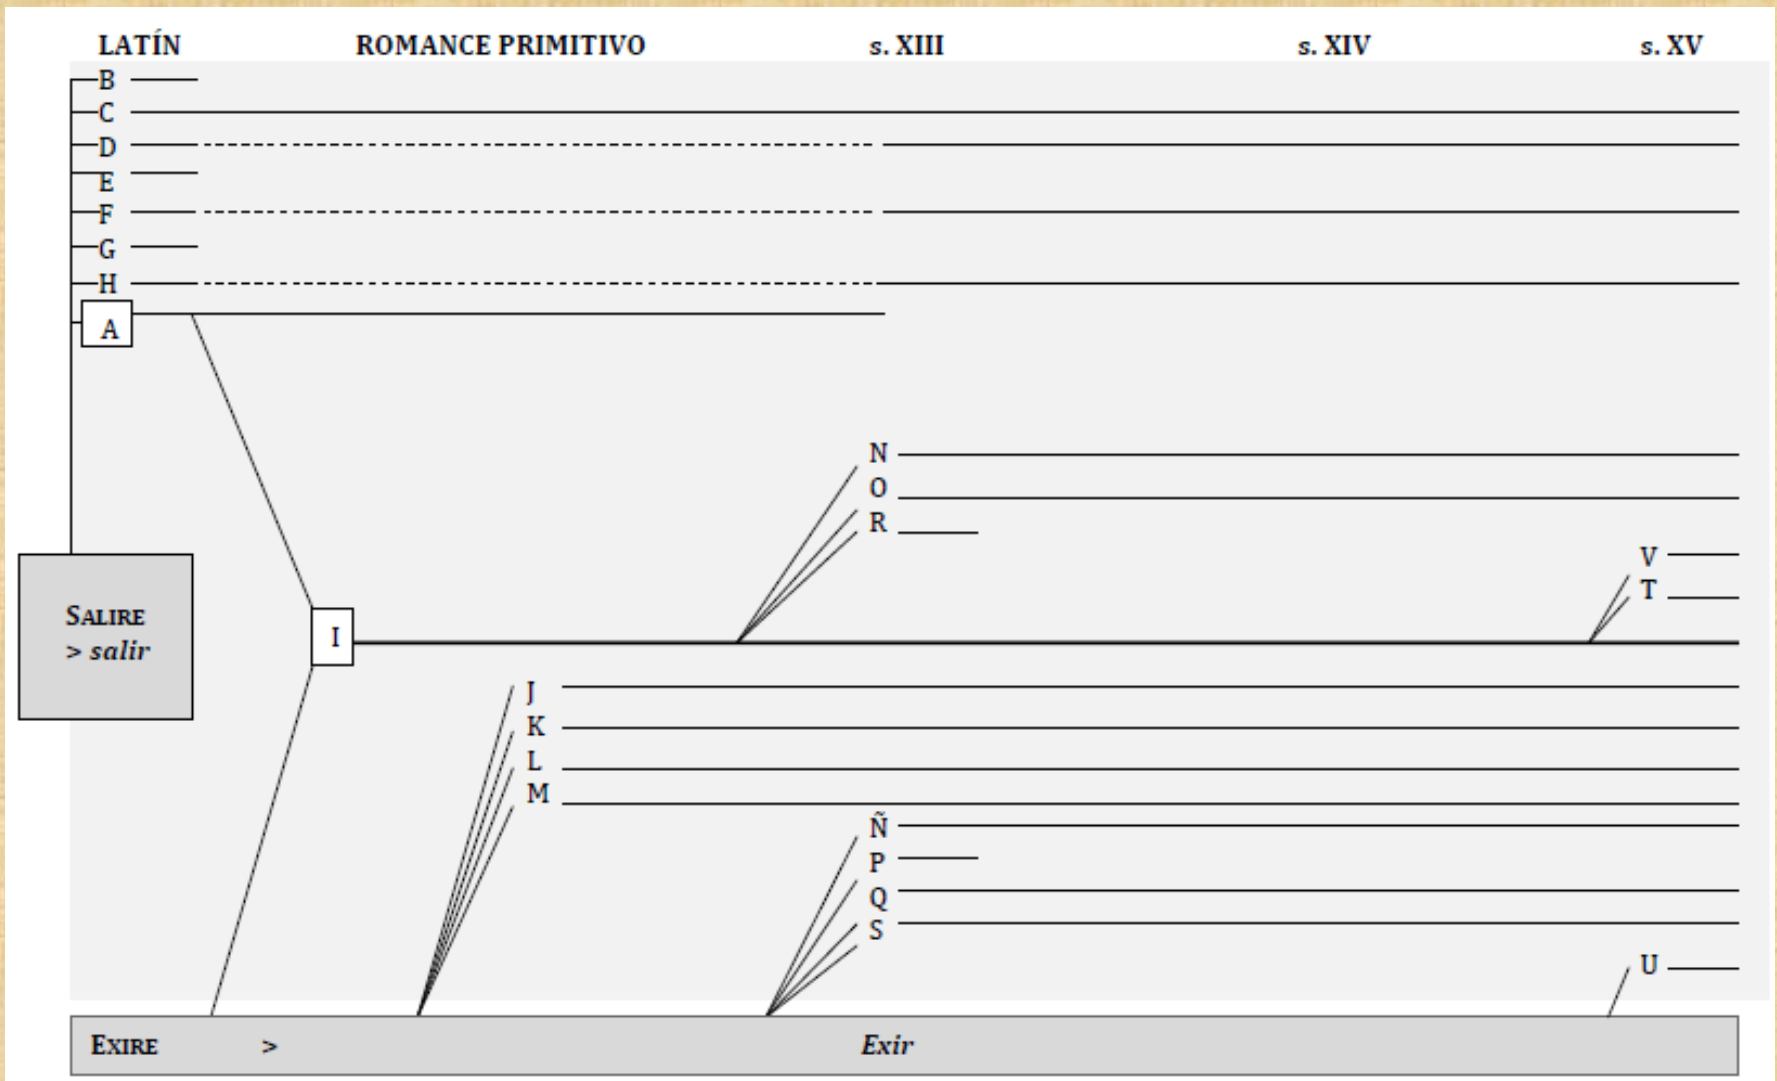 LATÍN ROMANCE PRIMITIVO s. XIII s. XIV s. XV
B
C
D
E
F
G
H
A
N
O
R
V
T
SALIRE
> salir
I
J
K
L
M
Ñ
P
Q
S
U
EXIRE > Exir